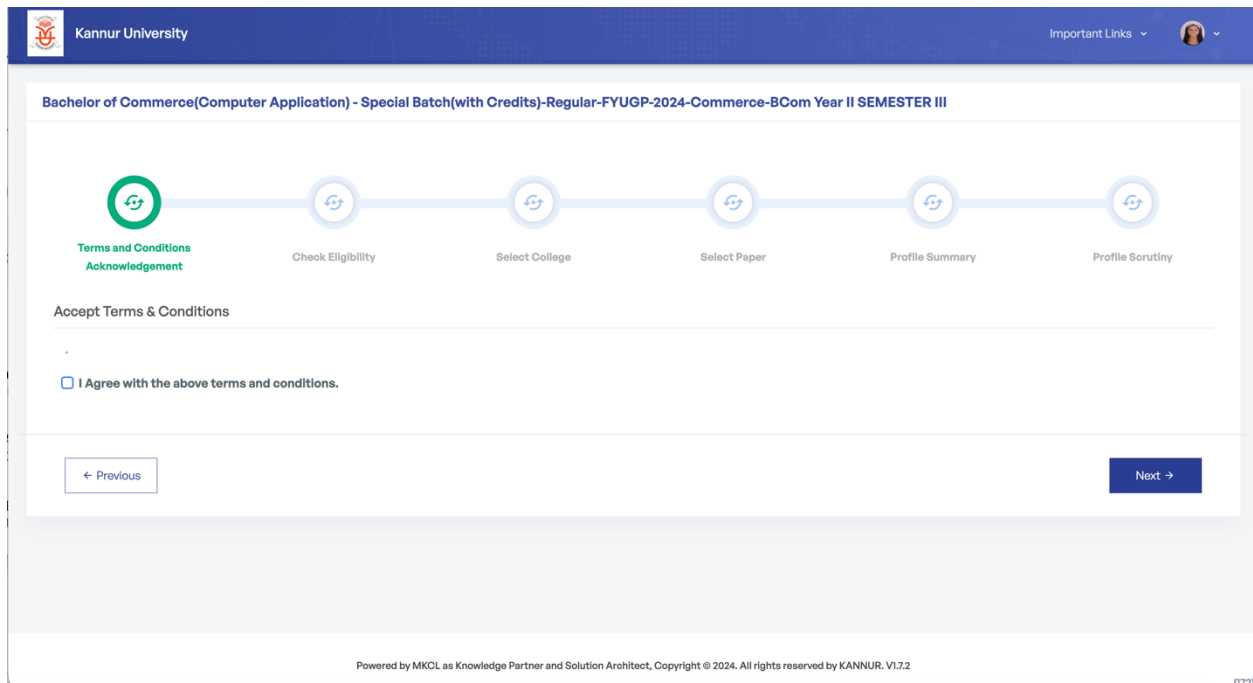 Kannur University
Important Links
Bachelor of Commerce(Computer Application) - Special Batch(with Credits)-Regular-FYUGP-2024-Commerce-BCom Year II SEMESTER III
Terms and Conditions
Acknowledgement
Check Eligibility
Select College
Select Paper
Profile Summary
Profile Scrutiny
Accept Terms & Conditions
.
I Agree with the above terms and conditions.
← Previous
Next →
Powered by MKCL as Knowledge Partner and Solution Architect, Copyright © 2024. All rights reserved by KANNUR. V1.7.2